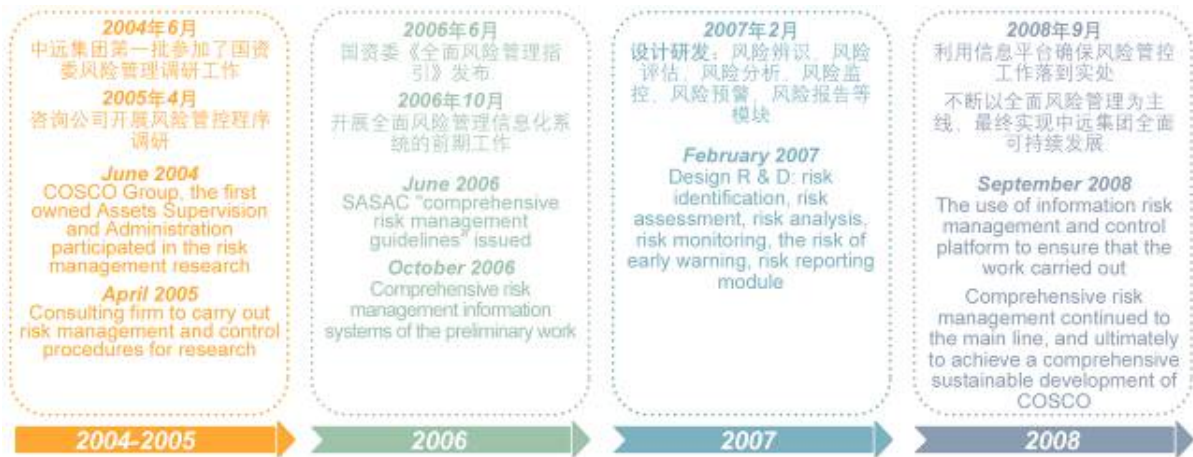 2004年6月
中远集团第一批参加了国资
委风险管理调研工作
2005年4月
咨询公司开展风险管控程序
调研
June 2004
COSCO Group, the first
owned Assets Supervision
and Administration
participated in the risk
management research
April 2005
Consulting firm to carry out
risk management and control
procedures for research
2004-2005
2006年6月
国资委《全面风险管理指
引》发布
2006年10月
开展全面风险管理信息化系
统的前期工作
June 2006
SASAC "comprehensive
risk management
guidelines" issued
October 2006
Comprehensive risk
management information
systems of the preliminary work
2006
2007年2月
设计研发：风险辨识、风险
评估、风险分析、风险监
控、风险预警、风险报告等
模块
February 2007
Design R & D: risk
identification, risk
assessment, risk analysis,
risk monitoring, the risk of
early warning, risk reporting
module
2007
2008年9月
利用信息平台确保风险管控
工作落到实处
不断以全面风险管理为主
线、最终实现中远集团全面
可持续发展
September 2008
The use of information risk
management and control
platform to ensure that the
work carried out
Comprehensive risk
management continued to
the main line, and ultimately
to achieve a comprehensive
sustainable development of
COSCO
2008